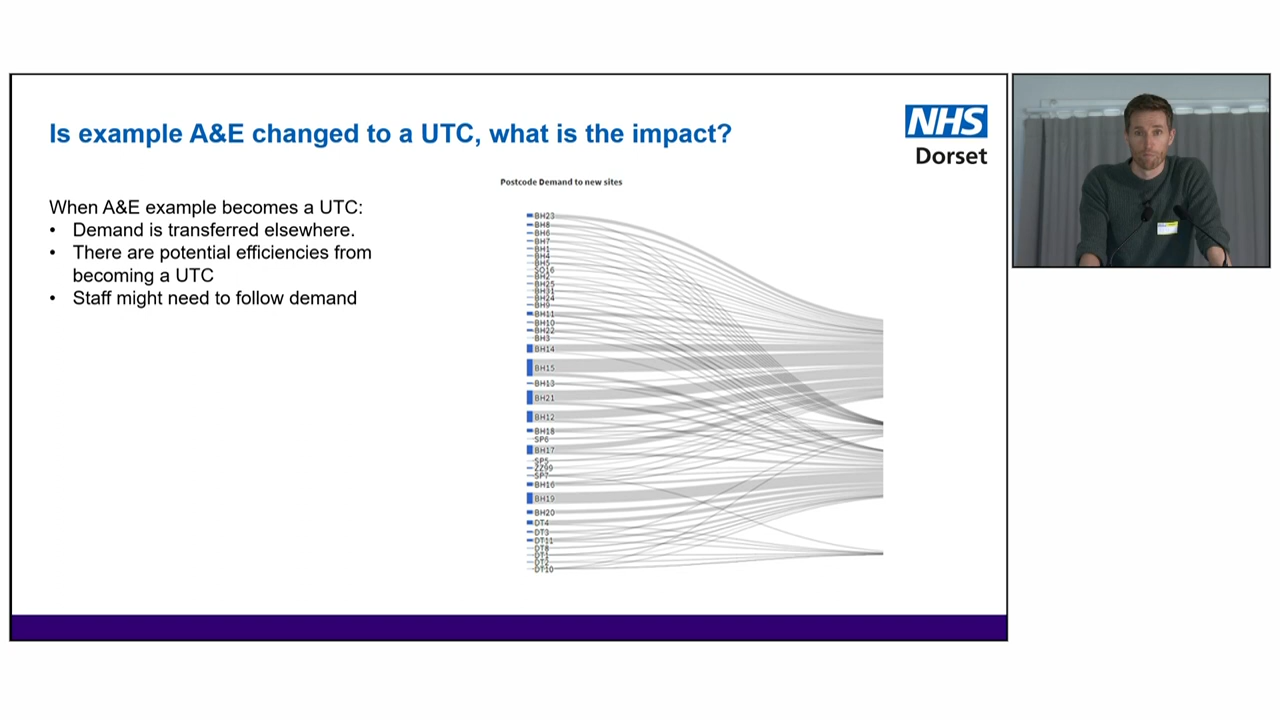 Is example A&E changed to a UTC, what is the impact?
NHS
Dorset
When A&E example becomes a UTC:
• Demand is transferred elsewhere.
• There are potential efficiencies from
becoming a UTC
• Staff might need to follow demand
Postcode Demand to new sites
BH23
BH8
BH6
BH7
BH1
BH4
BH5
SO16
BH2
BH25
BH31
BH24
BH9
BH11
BH10
BH22
BH3
BH14
BH15
BH13
BH21
BH12
BH18
SP6
BH17
SP5
ZZ99
SP7
BH16
BH19
BH20
DT4
DT3
DT11
DT8
DT1
DT2
DT10